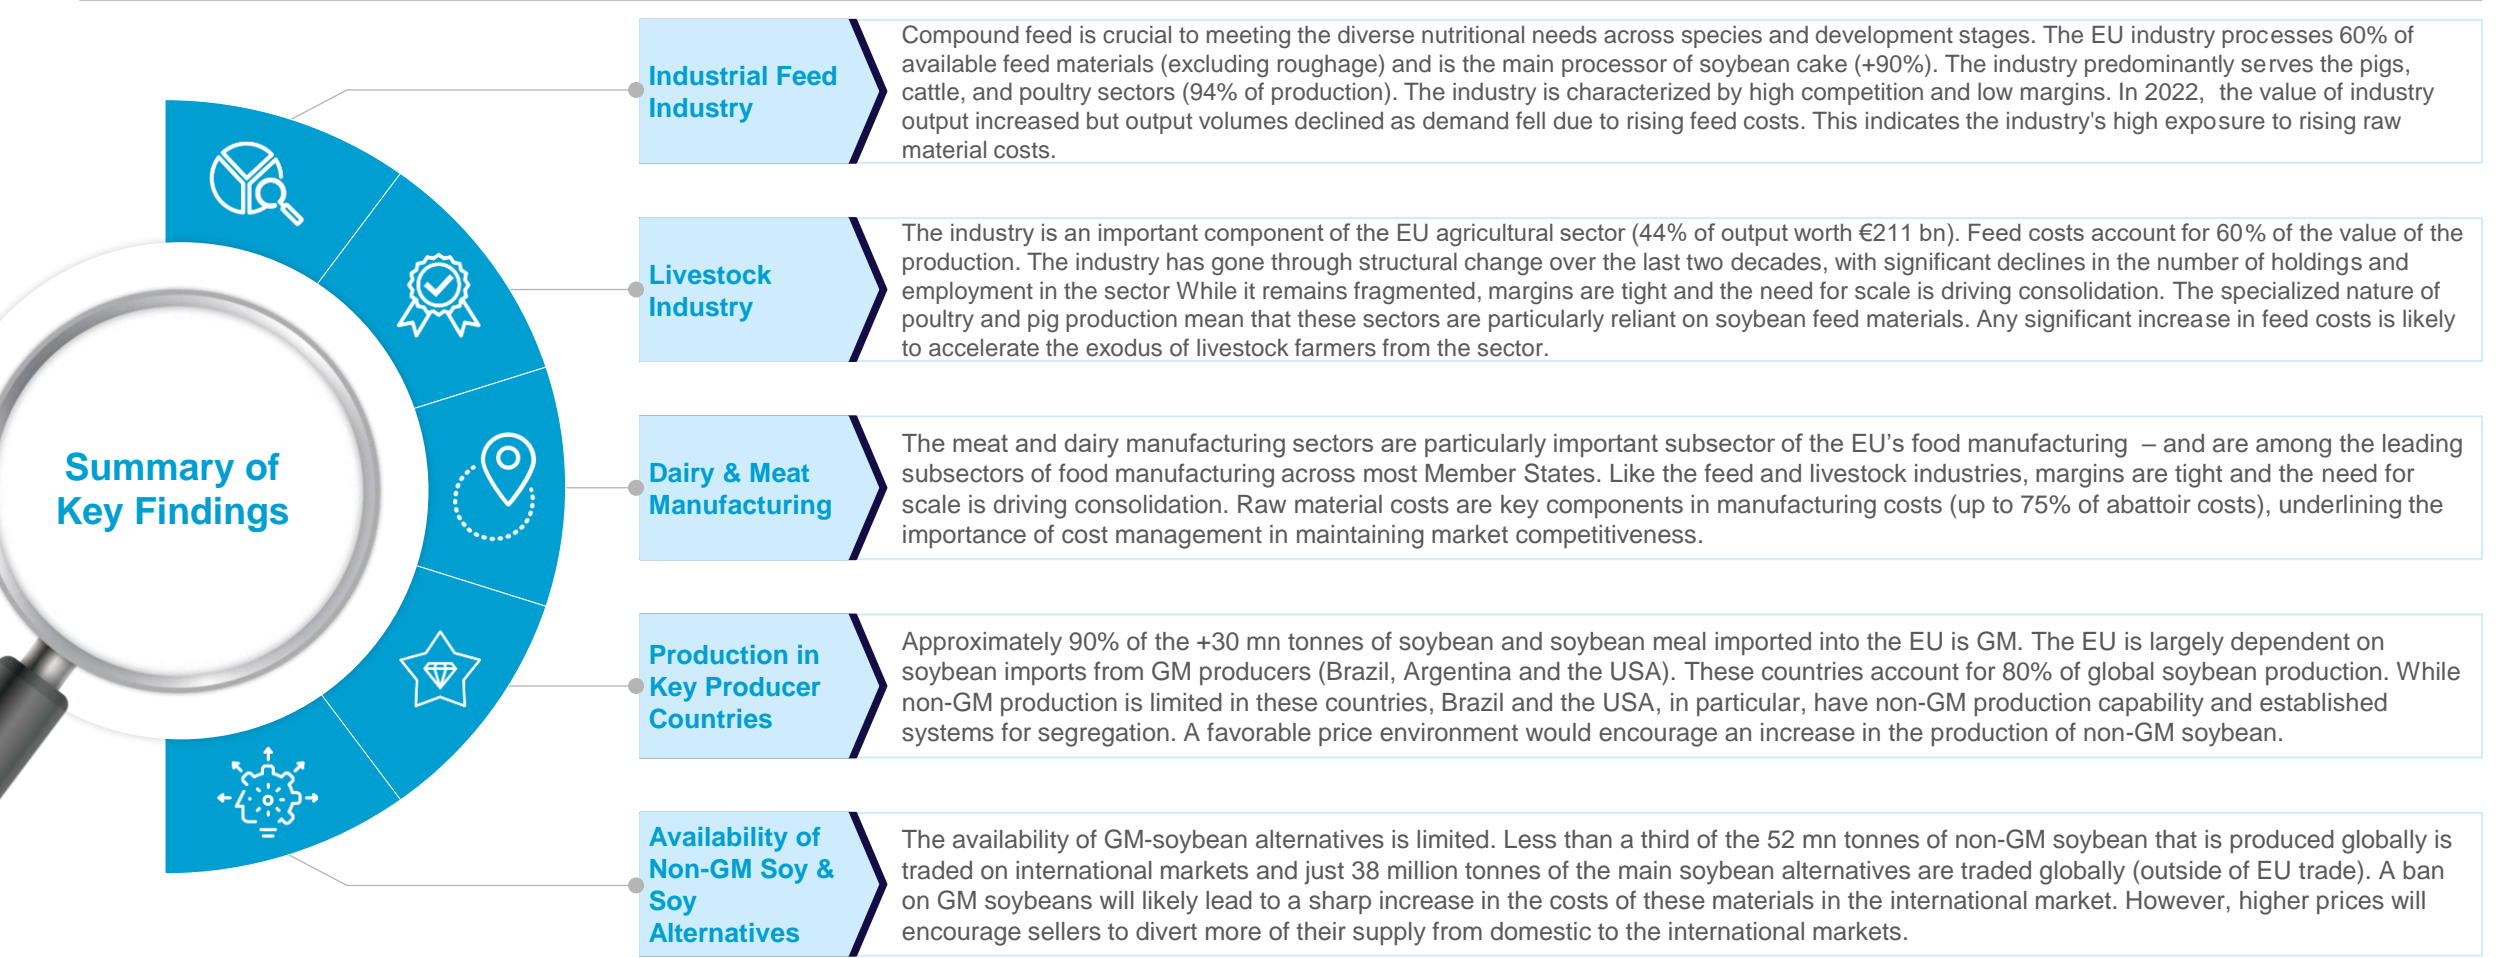 Summary of
Key Findings
Industrial Feed
Industry
Compound feed is crucial to meeting the diverse nutritional needs across species and development stages. The EU industry processes 60% of
available feed materials (excluding roughage) and is the main processor of soybean cake (+90%). The industry predominantly serves the pigs,
cattle, and poultry sectors (94% of production). The industry is characterized by high competition and low margins. In 2022,  the value of industry
output increased but output volumes declined as demand fell due to rising feed costs. This indicates the industry's high exposure to rising raw
material costs.
Livestock
Industry
The industry is an important component of the EU agricultural sector (44% of output worth €211 bn). Feed costs account for 60% of the value of the
production. The industry has gone through structural change over the last two decades, with significant declines in the number of holdings and
employment in the sector While it remains fragmented, margins are tight and the need for scale is driving consolidation. The specialized nature of
poultry and pig production mean that these sectors are particularly reliant on soybean feed materials. Any significant increase in feed costs is likely
to accelerate the exodus of livestock farmers from the sector.
Dairy & Meat
Manufacturing
The meat and dairy manufacturing sectors are particularly important subsector of the EU’s food manufacturing  – and are among the leading
subsectors of food manufacturing across most Member States. Like the feed and livestock industries, margins are tight and the need for
scale is driving consolidation. Raw material costs are key components in manufacturing costs (up to 75% of abattoir costs), underlining the
importance of cost management in maintaining market competitiveness.
Production in
Key Producer
Countries
Approximately 90% of the +30 mn tonnes of soybean and soybean meal imported into the EU is GM. The EU is largely dependent on
soybean imports from GM producers (Brazil, Argentina and the USA). These countries account for 80% of global soybean production. While
non-GM production is limited in these countries, Brazil and the USA, in particular, have non-GM production capability and established
systems for segregation. A favorable price environment would encourage an increase in the production of non-GM soybean.
Availability of
Non-GM Soy &
Soy
Alternatives
The availability of GM-soybean alternatives is limited. Less than a third of the 52 mn tonnes of non-GM soybean that is produced globally is
traded on international markets and just 38 million tonnes of the main soybean alternatives are traded globally (outside of EU trade). A ban
on GM soybeans will likely lead to a sharp increase in the costs of these materials in the international market. However, higher prices will
encourage sellers to divert more of their supply from domestic to the international markets.